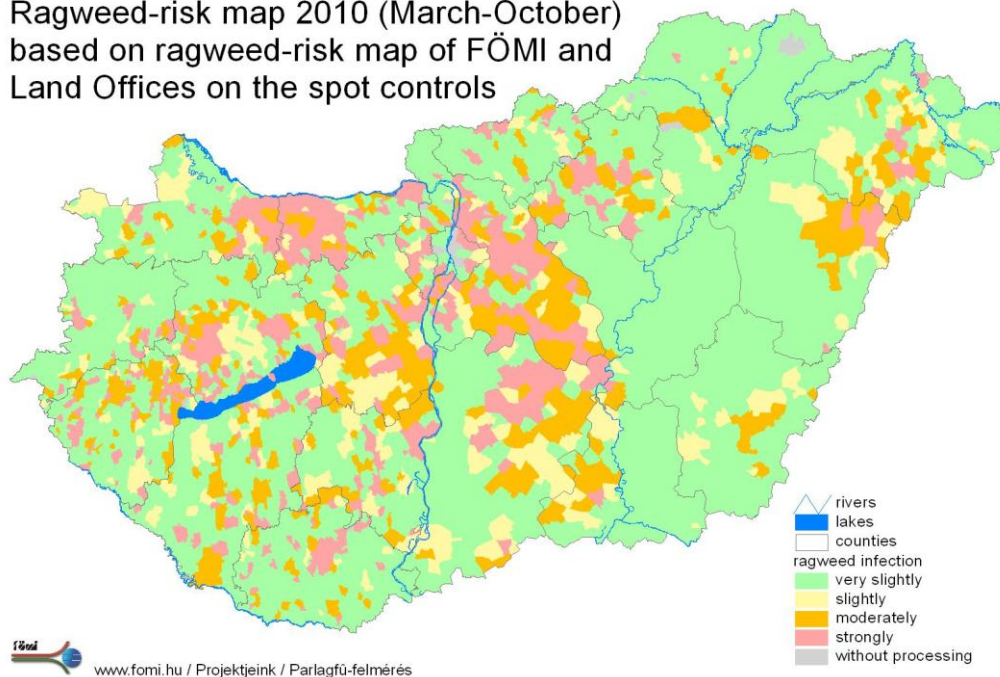 Ragweed-risk map 2010 (March-October)
based on ragweed-risk map of FÖMI and
Land Offices on the spot controls
rivers
lakes
counties
ragweed infection
very slightly
slightly
moderately
strongly
without processing
fömi
www.fomi.hu / Projektjeink / Parlagfű-felmérés